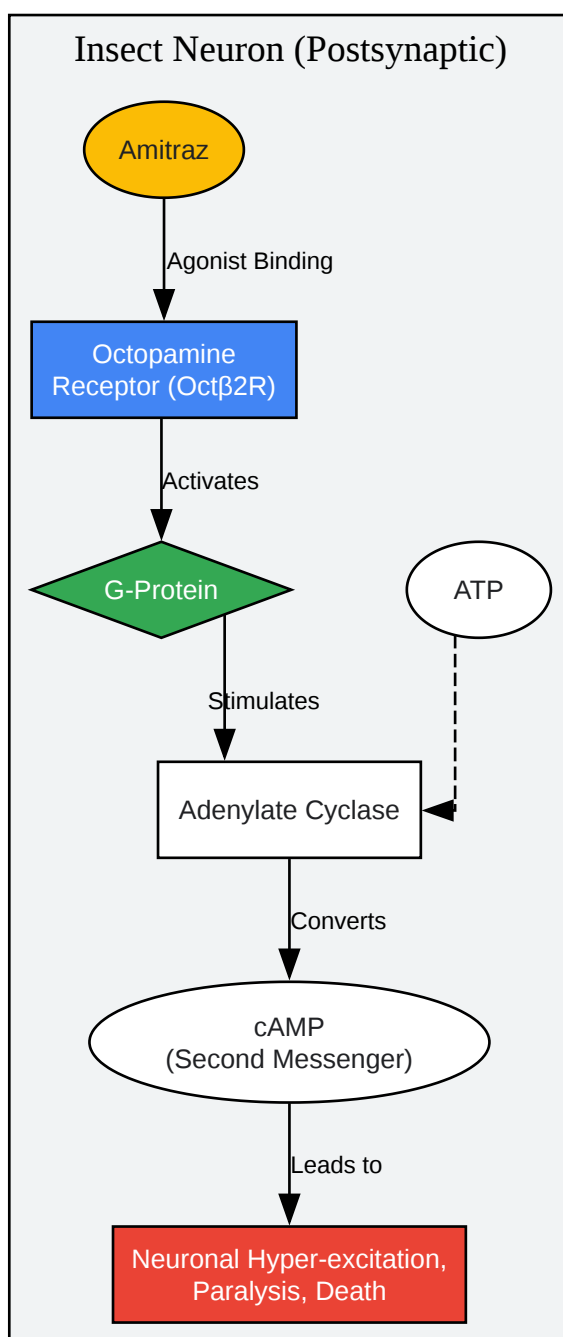 Insect Neuron (Postsynaptic)
Amitraz
Agonist Binding
Octopamine
Receptor (Octβ2R)
Activates
G-Protein
ATP
Stimulates
Adenylate Cyclase
Converts
cAMP
(Second Messenger)
Leads to
Neuronal Hyper-excitation,
Paralysis, Death